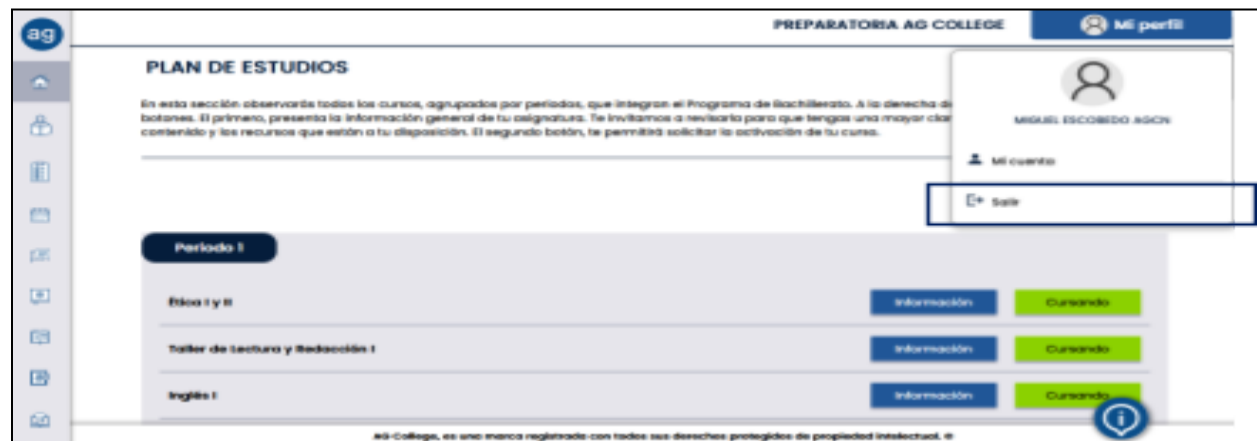 ag
PREPARATORIA AG COLLEGE
Mi perfil
PLAN DE ESTUDIOS
En esta sección observarás todos los cursos, agrupados por periodos, que integran el Programa de Bachillerato. A la derecha
botones. El primero, presenta la información general de tu asignatura. Te invitamos a revisarla para que tengas una mayor
contenido y los recursos que están a tu disposición. El segundo botón, te permitirá solicitar la activación de tu curso.
MIGUEL ESCOBEDO AGCN
Mi cuenta
Salir
Periodo 1
Ética I y II
Información
Cursando
Taller de Lectura y Redacción I
Información
Cursando
Inglés I
Información
Cursando
AG College, es una marca registrada con todos sus derechos protegidos de propiedad intelectual. ®